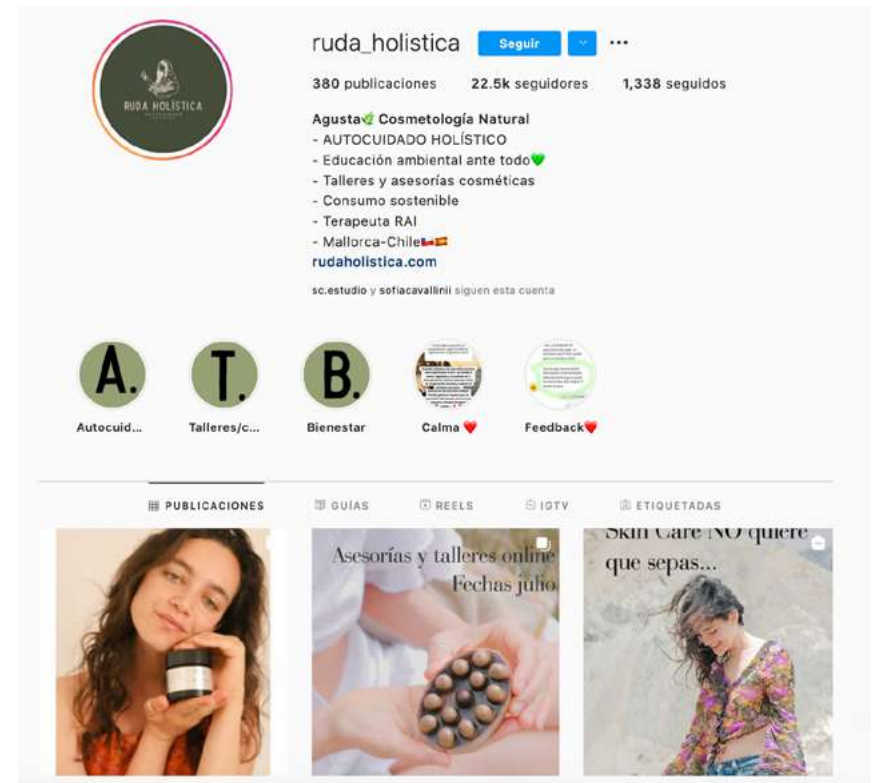 RUDA HOLÍSTICA
ruda_holistica
Seguir
380 publicaciones 22.5k seguidores 1,338 seguidos
Agusta🌿 Cosmetología Natural
- AUTOCUIDADO HOLÍSTICO
- Educación ambiental ante todo💚
- Talleres y asesorías cosméticas
- Consumo sostenible
- Terapeuta RAI
- Mallorca-Chile🇨🇱🇪🇸
rudaholistica.com
sc.estudio y sofiacavallinii siguen esta cuenta
A. T. B.
Autocuid... Talleres/c... Bienestar Calma ❤️ Feedback❤️
PUBLICACIONES GUÍAS REELS IGTV ETIQUETADAS
Asesorías y talleres online
Fechas julio
Skin Care NO quiere
que sepas...